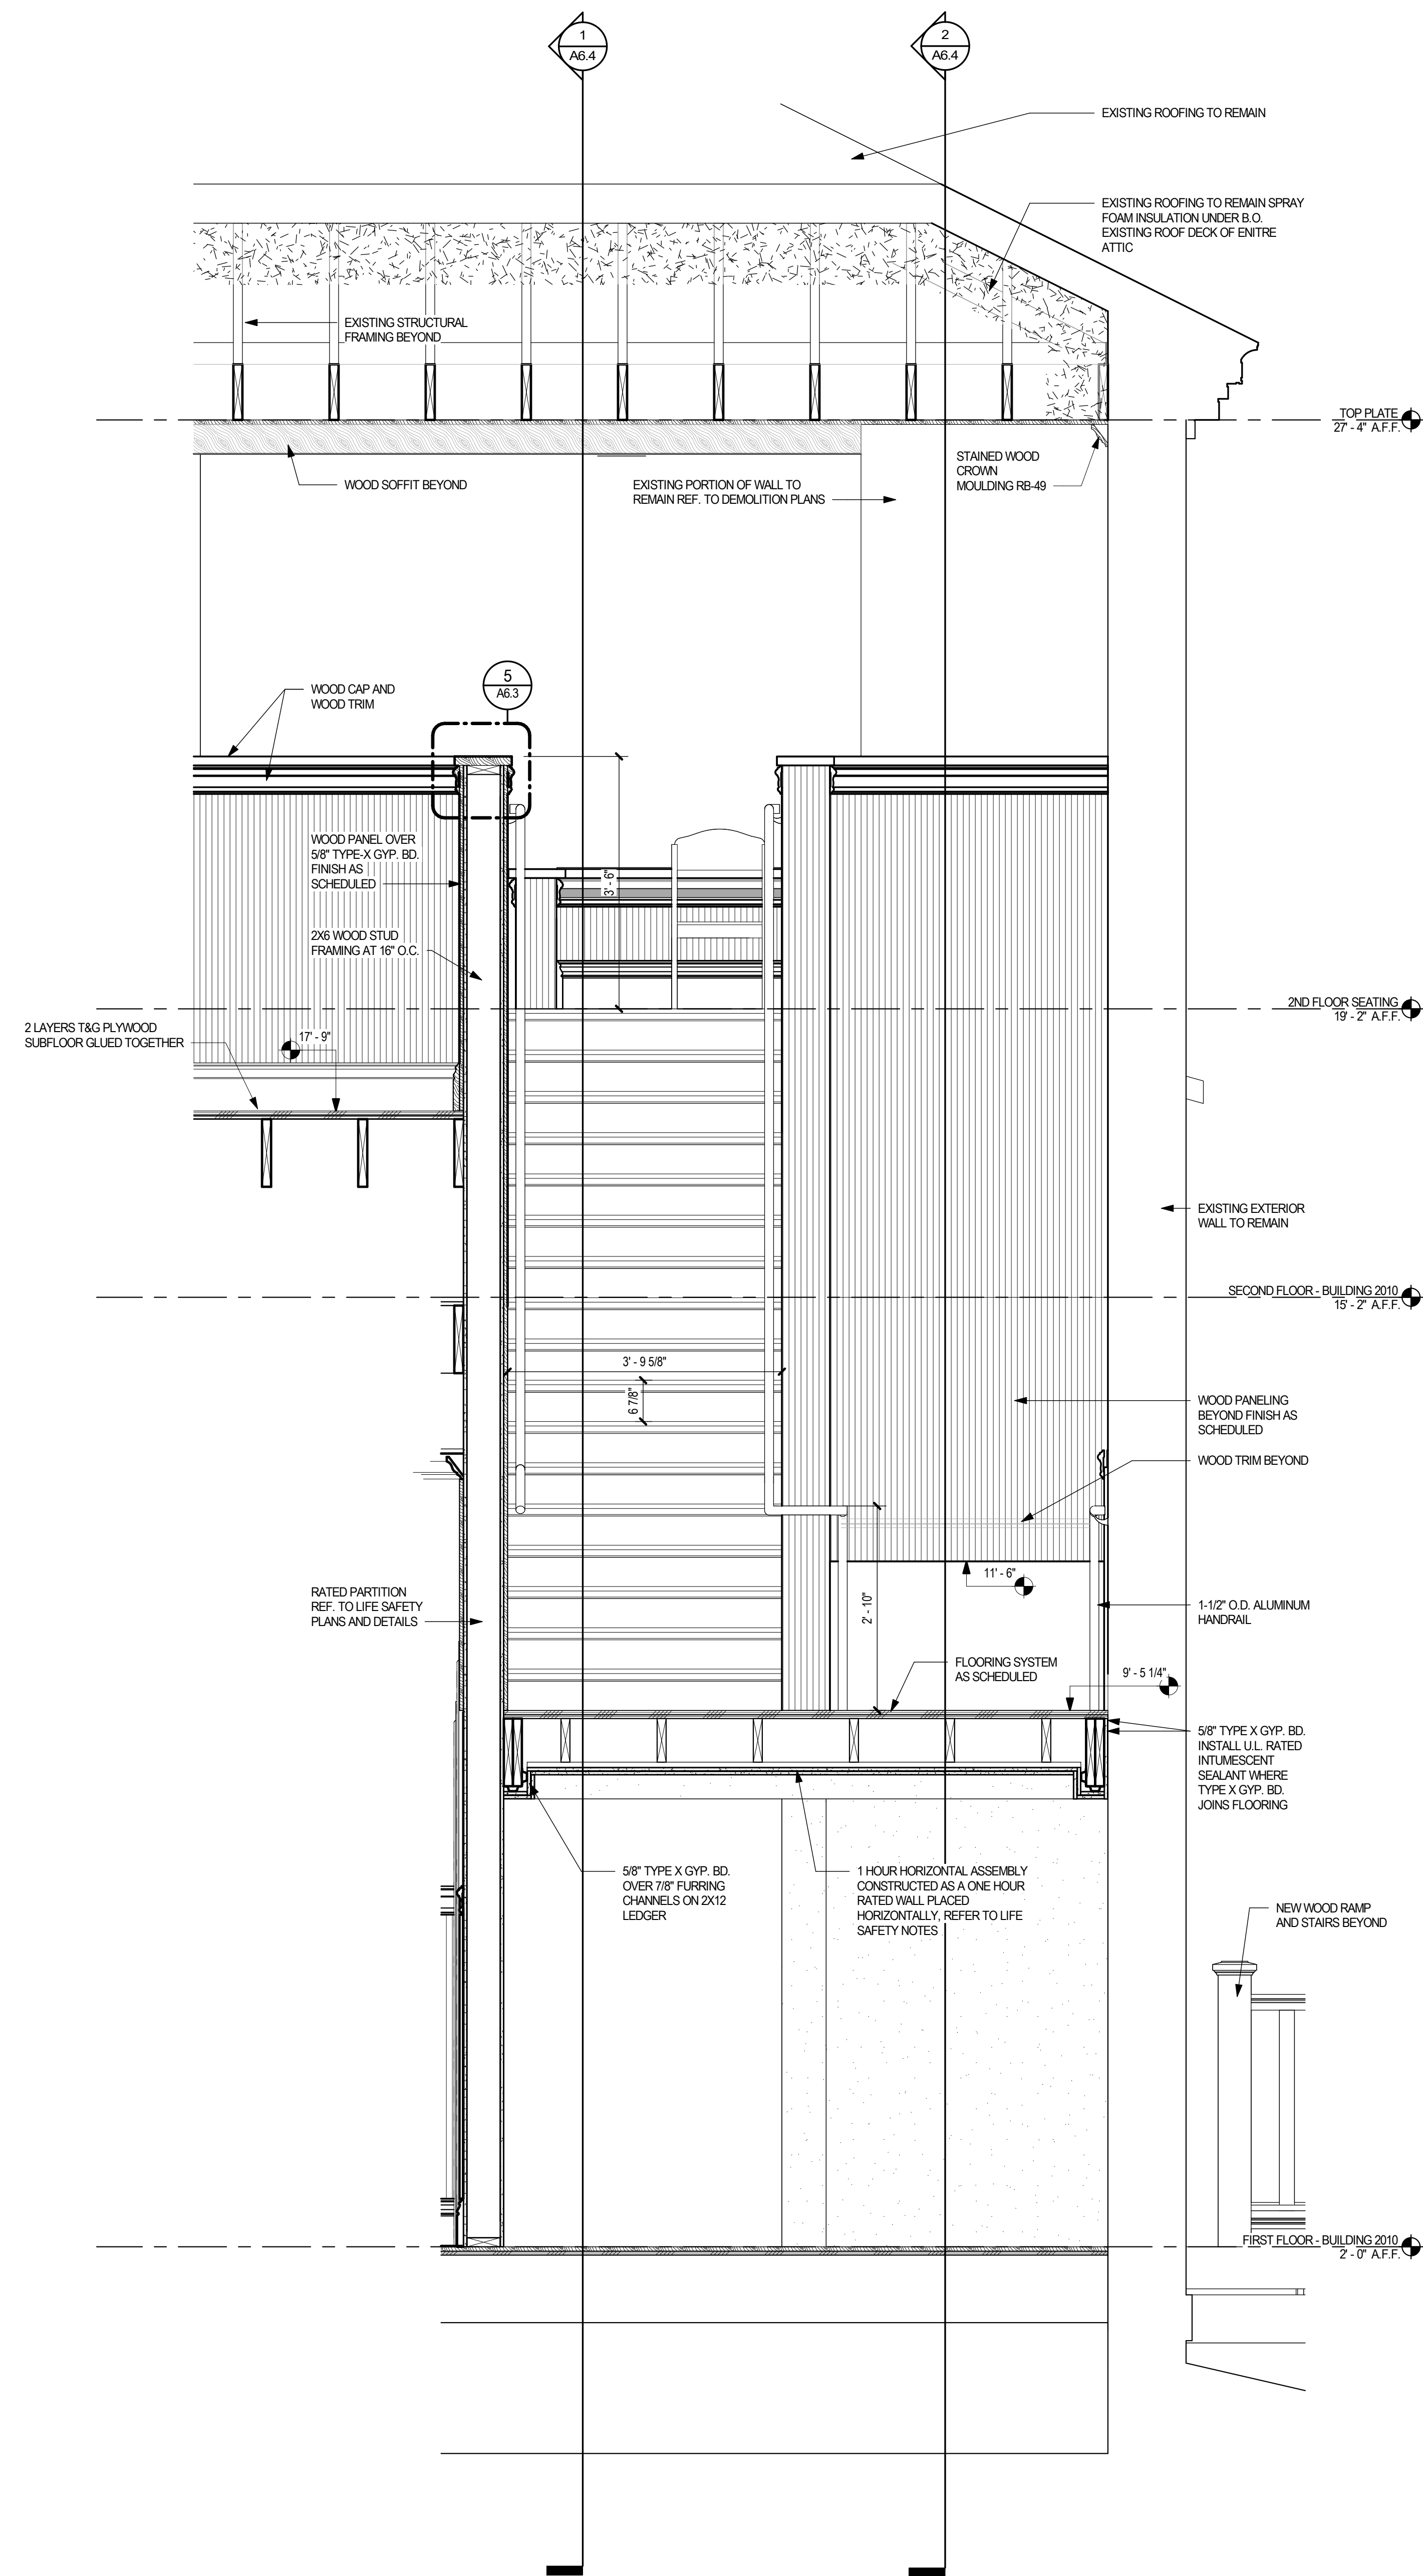 1
A6.4
2
A6.4
EXISTING ROOFING TO REMAIN
EXISTING ROOFING TO REMAIN SPRAY
FOAM INSULATION UNDER B.O.
EXISTING ROOF DECK OF ENITRE
ATTIC
EXISTING STRUCTURAL
FRAMING BEYOND
TOP PLATE
27' - 4" A.F.F.
WOOD SOFFIT BEYOND
EXISTING PORTION OF WALL TO
REMAIN REF. TO DEMOLITION PLANS
STAINED WOOD
CROWN
MOULDING RB-49
5
A6.3
WOOD CAP AND
WOOD TRIM
WOOD PANEL OVER
5/8" TYPE-X GYP. BD.
FINISH AS
SCHEDULED
3' - 6"
2X6 WOOD STUD
FRAMING AT 16" O.C.
2ND FLOOR SEATING
19' - 2" A.F.F.
2 LAYERS T&G PLYWOOD
SUBFLOOR GLUED TOGETHER
17' - 9"
EXISTING EXTERIOR
WALL TO REMAIN
SECOND FLOOR - BUILDING 2010
15' - 2" A.F.F.
3' - 9 5/8"
6 7/8"
WOOD PANELING
BEYOND FINISH AS
SCHEDULED
WOOD TRIM BEYOND
11' - 6"
2' - 10"
RATED PARTITION
REF. TO LIFE SAFETY
PLANS AND DETAILS
1-1/2" O.D. ALUMINUM
HANDRAIL
FLOORING SYSTEM
AS SCHEDULED
9' - 5 1/4"
5/8" TYPE X GYP. BD.
INSTALL U.L. RATED
INTUMESCENT
SEALANT WHERE
TYPE X GYP. BD.
JOINS FLOORING
5/8" TYPE X GYP. BD.
OVER 7/8" FURRING
CHANNELS ON 2X12
LEDGER
1 HOUR HORIZONTAL ASSEMBLY
CONSTRUCTED AS A ONE HOUR
RATED WALL PLACED
HORIZONTALLY, REFER TO LIFE
SAFETY NOTES
NEW WOOD RAMP
AND STAIRS BEYOND
FIRST FLOOR - BUILDING 2010
2' - 0" A.F.F.